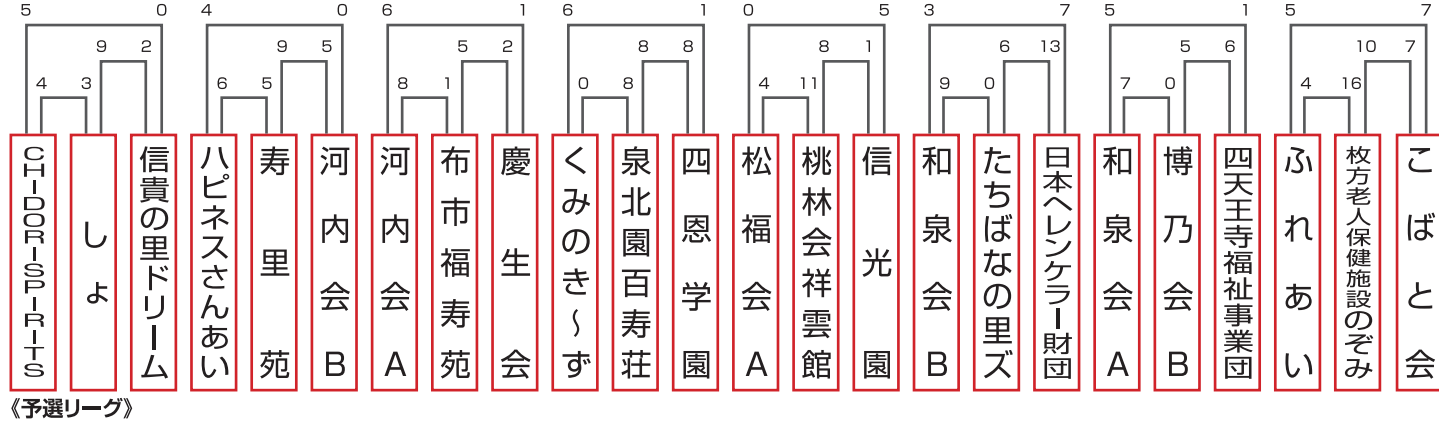 5 0 4 0 6 1 6 1 0 5 3 7 5 1 5 7
9 2 9 5 5 2 8 8 8 1 6 13 5 6 10 7
4 3 6 5 8 1 0 8 4 11 9 0 7 0 4 16
CHIDORISPIRITS
しょ
信貴の里ドリーム
ハピネスさんあい
寿里苑
河内会B
河内会A
布市福寿苑
慶生会
くみのき～ず
泉北園百寿荘
四恩学園
松福会A
桃林会祥雲館
信光園
和泉会B
たちばなの里ズ
日本ヘレンケラー財団
和泉会A
博乃会B
四天王寺福祉事業団
ふれあい
枚方老人保健施設のぞみ
こばと会
《予選リーグ》